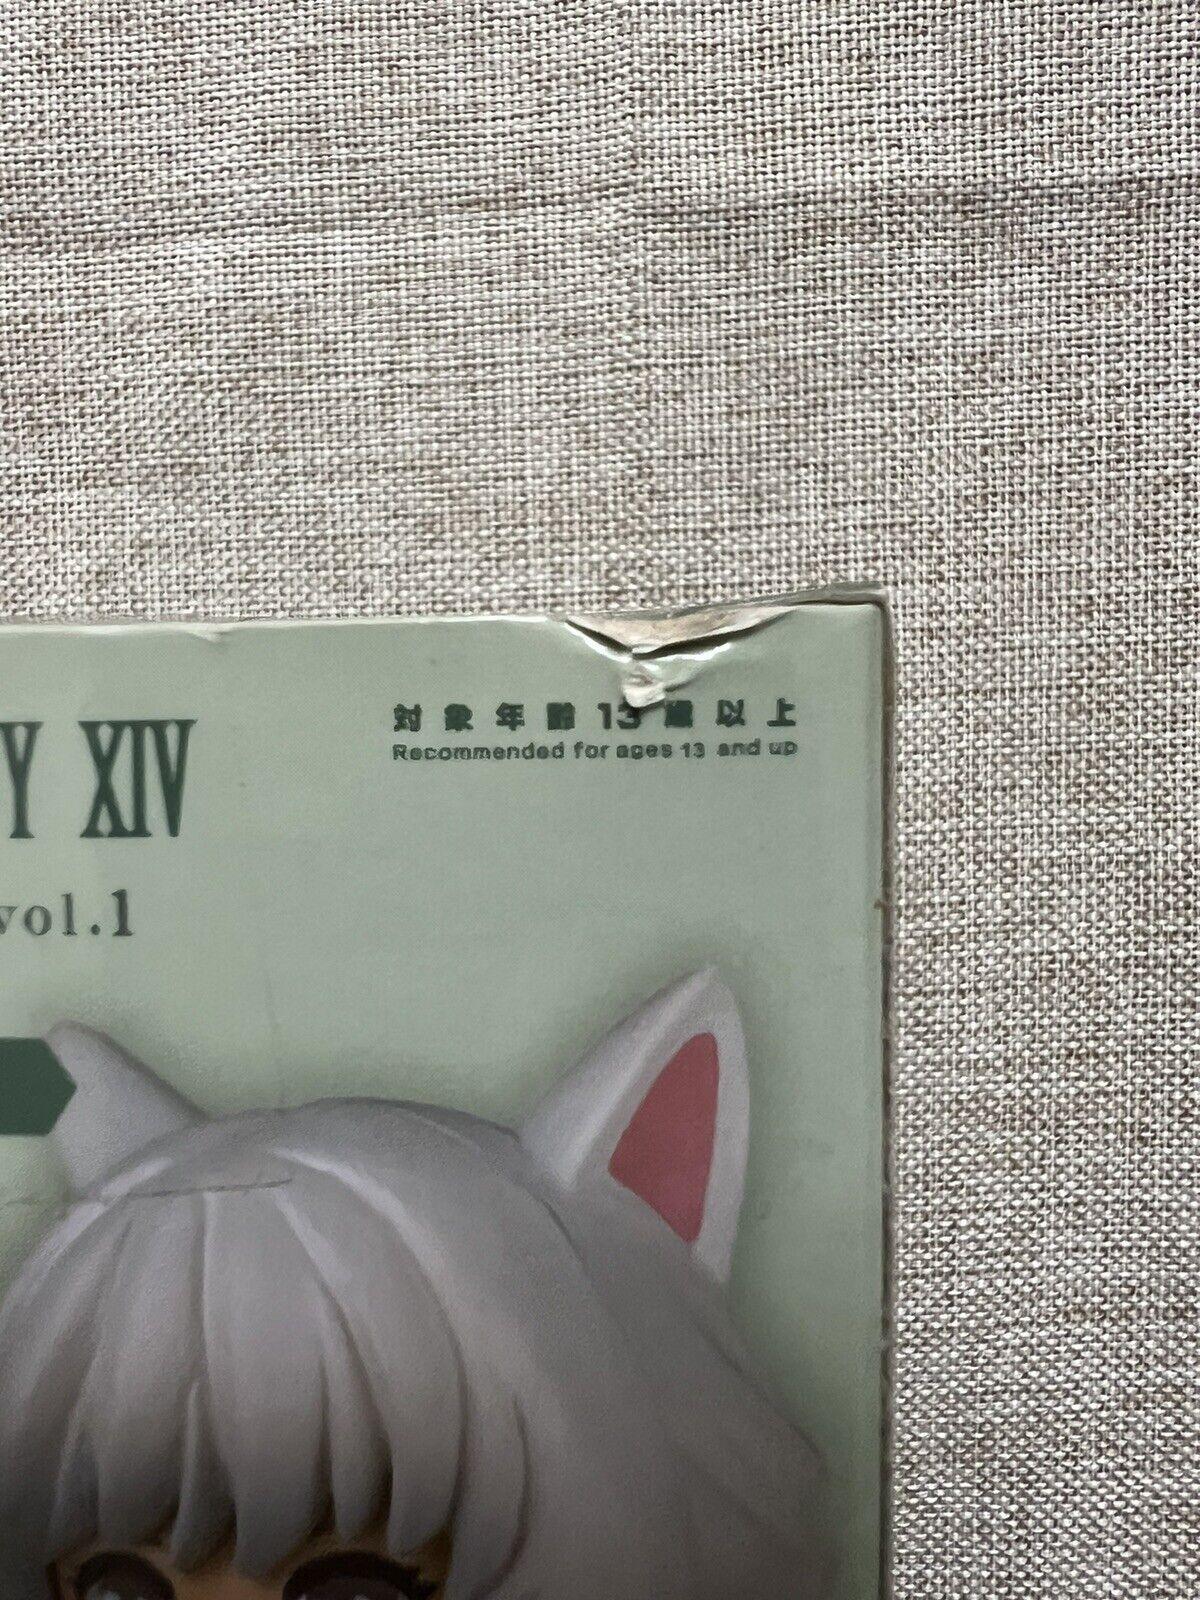 Y XIV
vol.1
対象年齢13歳以上
Recommended for ages 13 and up